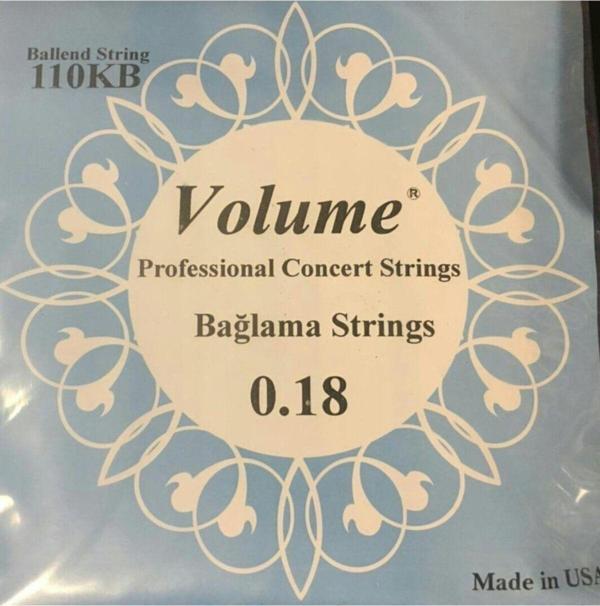 Ballend String
110KB
Volume®
Professional Concert Strings
Bağlama Strings
0.18
Made in USA